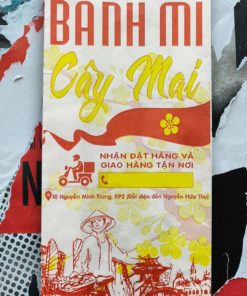 BANH MI
Cây Mai
NHẬN ĐẶT HÀNG VÀ
GIAO HÀNG TẬN NƠI
10 Nguyễn Minh Trung, KP2 (Đối diện đền Nguyễn Hữu Thọ)